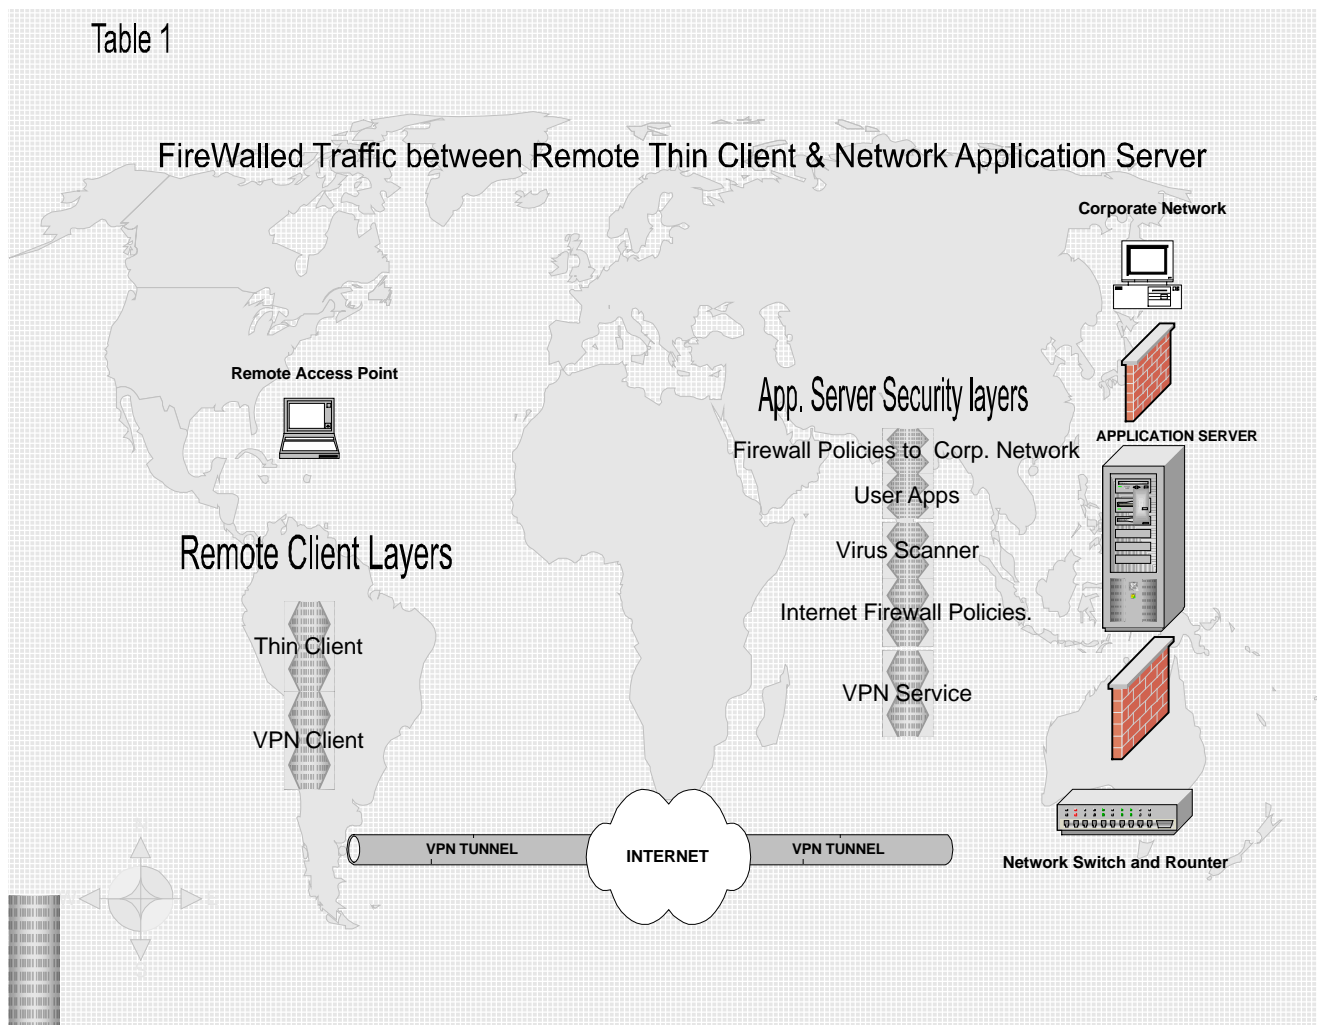 Table 1
FireWalled Traffic between Remote Thin Client & Network Application Server
Corporate Network
Remote Access Point
App. Server Security layers
APPLICATION SERVER
Firewall Policies to Corp. Network
User Apps
Virus Scanner
Internet Firewall Policies.
VPN Service
Remote Client Layers
Thin Client
VPN Client
VPN TUNNEL
INTERNET
VPN TUNNEL
Network Switch and Rounter